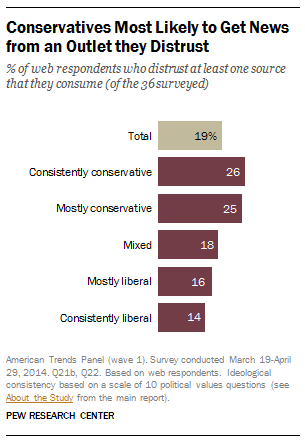 Conservatives Most Likely to Get News
from an Outlet they Distrust
% of web respondents who distrust at least one source
that they consume (of the 36 surveyed)
Total 19%
Consistently conservative 26
Mostly conservative 25
Mixed 18
Mostly liberal 16
Consistently liberal 14
American Trends Panel (wave 1). Survey conducted March 19-April
29, 2014. Q21b, Q22. Based on web respondents. Ideological
consistency based on a scale of 10 political values questions (see
About the Study from the main report).
PEW RESEARCH CENTER